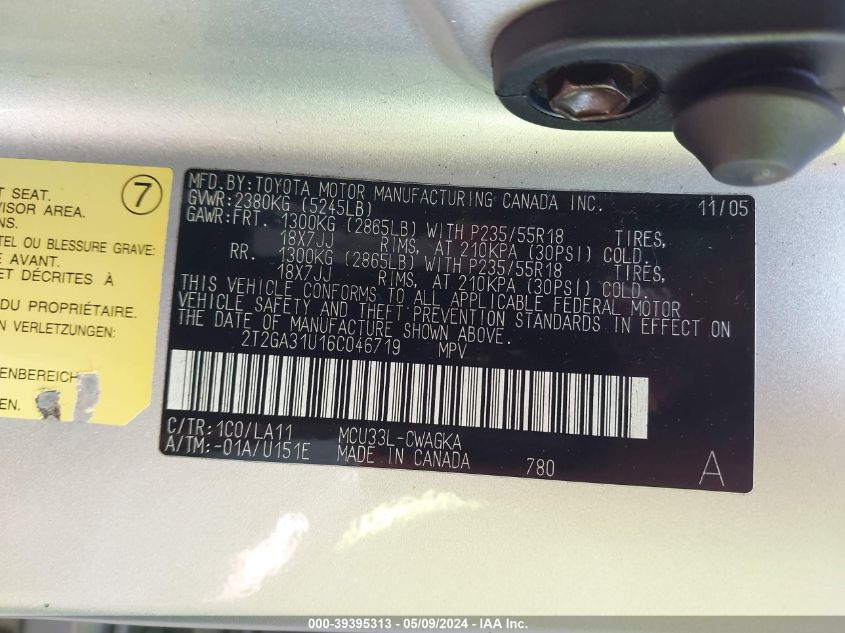 T SEAT.
VISOR AREA.
NS.
TEL OU BLESSURE GRAVE:
E AVANT.
ET DÉCRITES À
DU PROPRIÉTAIRE.
EN VERLETZUNGEN:
ENBEREICH
EN.
7
MFD.BY:TOYOTA MOTOR MANUFACTURING CANADA INC. 11/05
GVWR:2380KG (5245LB)
GAWR:FRT. 1300KG (2865LB) WITH P235/55R18 TIRES,
18X7JJ RIMS, AT 210KPA (30PSI) COLD.
RR. 1300KG (2865LB) WITH P235/55R18 TIRES,
18X7JJ RIMS, AT 210KPA (30PSI) COLD.
THIS VEHICLE CONFORMS TO ALL APPLICABLE FEDERAL MOTOR
VEHICLE SAFETY AND THEFT PREVENTION STANDARDS IN EFFECT ON
THE DATE OF MANUFACTURE SHOWN ABOVE.
2T2GA31U16C046719 MPV
C/TR:1C0/LA11 MCU33L-CWAGKA
A/TM:-01A/U151E MADE IN CANADA 780 A
000-39395313 - 05/09/2024 - IAA Inc.